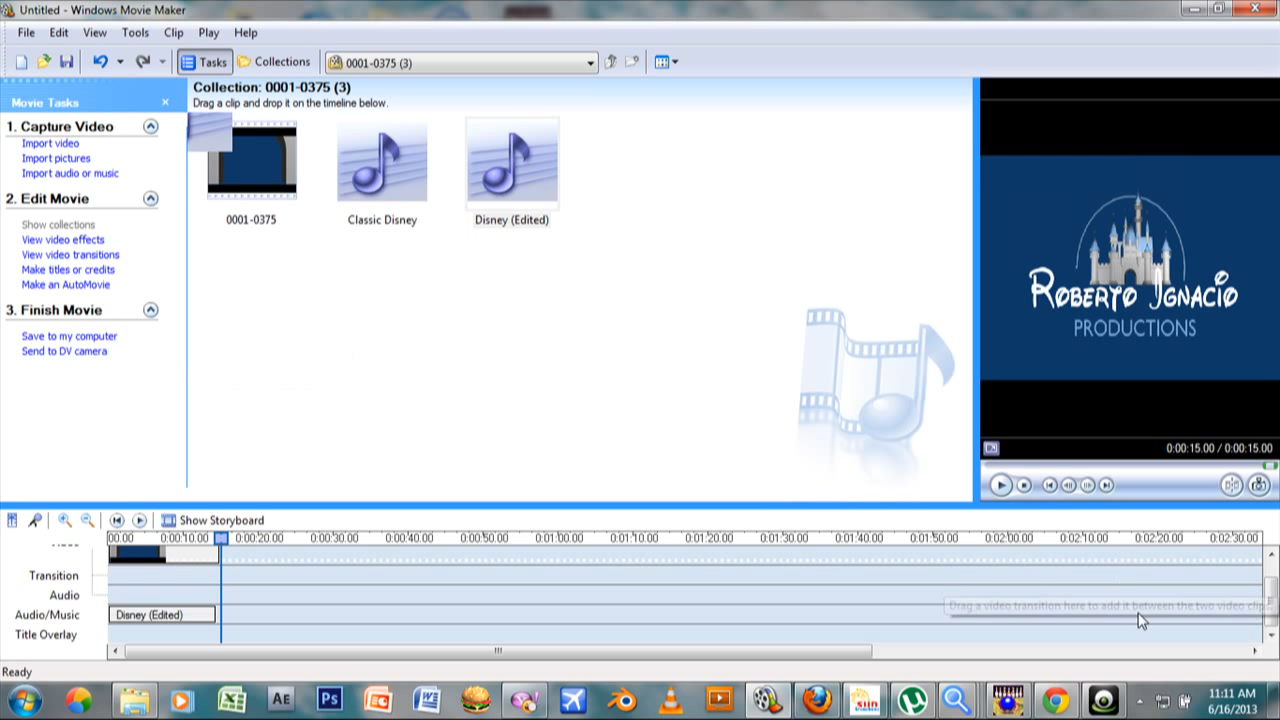 Untitled - Windows Movie Maker
File Edit View Tools Clip Play Help
Tasks Collections 0001-0375 (3)
Movie Tasks
1. Capture Video
Import video
Import pictures
Import audio or music
2. Edit Movie
Show collections
View video effects
View video transitions
Make titles or credits
Make an AutoMovie
3. Finish Movie
Save to my computer
Send to DV camera
Collection: 0001-0375 (3)
Drag a clip and drop it on the timeline below.
0001-0375 Classic Disney Disney (Edited)
ROBERTO IGNACIO
PRODUCTIONS
0:00:15.00 / 0:00:15.00
Show Storyboard
00.00 0:00:10.00 0:00:20.00 0:00:30.00 0:00:40.00 0:00:50.00 0:01:00.00 0:01:10.00 0:01:20.00 0:01:30.00 0:01:40.00 0:01:50.00 0:02:00.00 0:02:10.00 0:02:20.00 0:02:30.00
Transition
Audio
Drag a video transition here to add it between the two video clip
Audio/Music Disney (Edited)
Title Overlay
Ready
AE Ps W sun
11:11 AM
6/16/2013